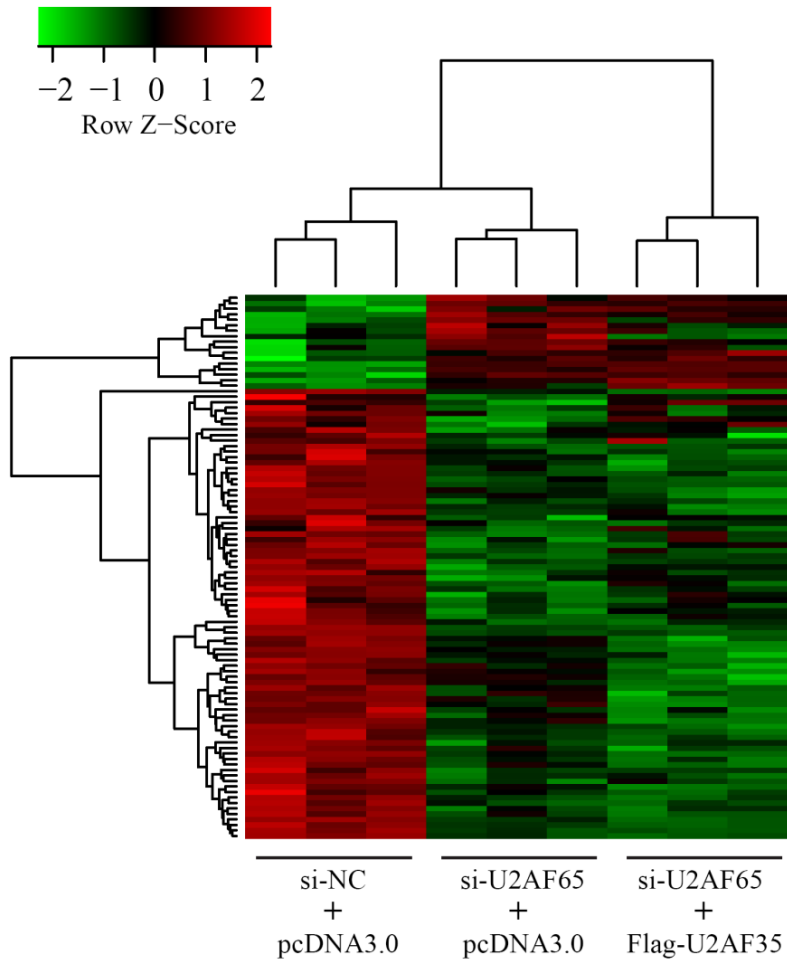 −2 −1 0 1 2
Row Z−Score
si-NC
+
pcDNA3.0
si-U2AF65
+
pcDNA3.0
si-U2AF65
+
Flag-U2AF35